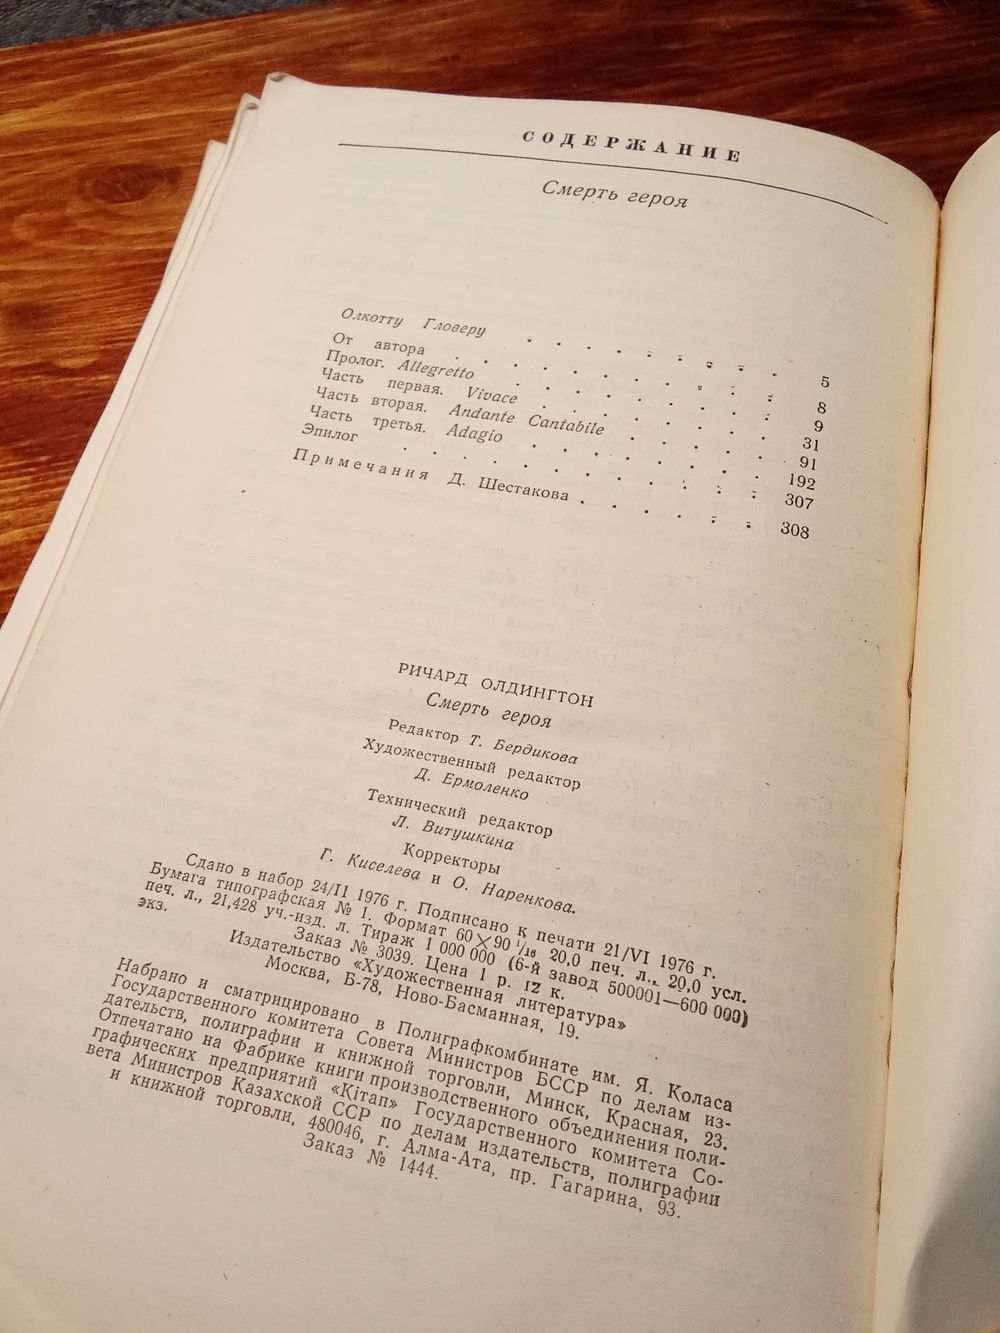 СОДЕРЖАНИЕ
Смерть героя
Олкотту Гловеру . . . . . . . . . 5
От автора . . . . . . . . . . . 8
Пролог. Allegretto . . . . . . . . . 9
Часть первая. Vivace . . . . . . . . 31
Часть вторая. Andante Cantabile . . . . . 91
Часть третья. Adagio . . . . . . . . 192
Эпилог . . . . . . . . . . . . 307
Примечания Д. Шестакова . . . . . . 308
РИЧАРД ОЛДИНГТОН
Смерть героя
Редактор Т. Бердикова
Художественный редактор
Д. Ермоленко
Технический редактор
Л. Витушкина
Корректоры
Г. Киселева и О. Наренкова.
Сдано в набор 24/II 1976 г. Подписано к печати 21/VI 1976 г.
Бумага типографская № 1. Формат 60×90 1/16 20,0 печ. л., 20,0 усл.
печ. л., 21,428 уч.-изд. л. Тираж 1 000 000 (6-й завод 500001—600 000)
экз.
Заказ № 3039. Цена 1 р. 12 к.
Издательство «Художественная литература»
Москва, Б-78, Ново-Басманная, 19.
Набрано и сматрицировано в Полиграфкомбинате им. Я. Коласа
Государственного комитета Совета Министров БССР по делам из-
дательств, полиграфии и книжной торговли, Минск, Красная, 23.
Отпечатано на Фабрике книги производственного объединения поли-
графических предприятий «Кітап» Государственного комитета Со-
вета Министров Казахской ССР по делам издательств, полиграфии
и книжной торговли, 480046, г. Алма-Ата, пр. Гагарина, 93.
Заказ № 1444.